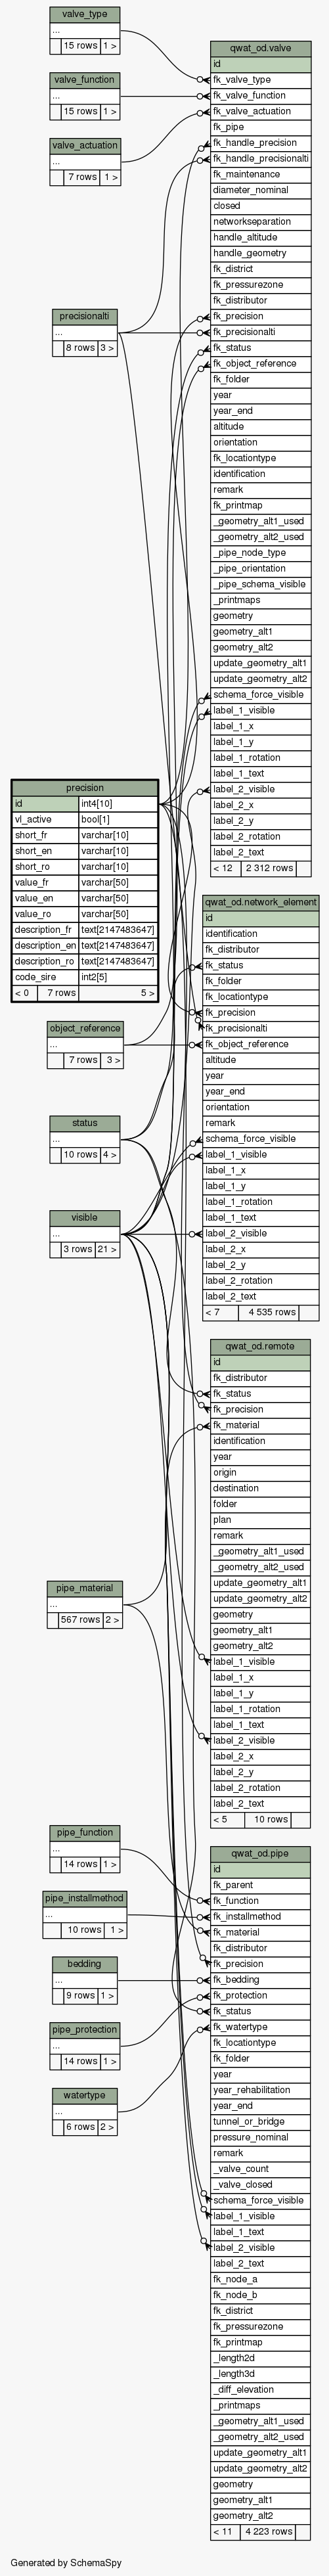 valve_type
...
15 rows 1 >
valve_function
...
15 rows 1 >
valve_actuation
...
7 rows 1 >
precisionalti
...
8 rows 3 >
precision
id int4[10]
vl_active bool[1]
short_fr varchar[10]
short_en varchar[10]
short_ro varchar[10]
value_fr varchar[50]
value_en varchar[50]
value_ro varchar[50]
description_fr text[2147483647]
description_en text[2147483647]
description_ro text[2147483647]
code_sire int2[5]
< 0 7 rows 5 >
object_reference
...
7 rows 3 >
status
...
10 rows 4 >
visible
...
3 rows 21 >
pipe_material
...
567 rows 2 >
pipe_function
...
14 rows 1 >
pipe_installmethod
...
10 rows 1 >
bedding
...
9 rows 1 >
pipe_protection
...
14 rows 1 >
watertype
...
6 rows 2 >
qwat_od.valve
id
fk_valve_type
fk_valve_function
fk_valve_actuation
fk_pipe
fk_handle_precision
fk_handle_precisionalti
fk_maintenance
diameter_nominal
closed
networkseparation
handle_altitude
handle_geometry
fk_district
fk_pressurezone
fk_distributor
fk_precision
fk_precisionalti
fk_status
fk_object_reference
fk_folder
year
year_end
altitude
orientation
fk_locationtype
identification
remark
fk_printmap
_geometry_alt1_used
_geometry_alt2_used
_pipe_node_type
_pipe_orientation
_pipe_schema_visible
_printmaps
geometry
geometry_alt1
geometry_alt2
update_geometry_alt1
update_geometry_alt2
schema_force_visible
label_1_visible
label_1_x
label_1_y
label_1_rotation
label_1_text
label_2_visible
label_2_x
label_2_y
label_2_rotation
label_2_text
< 12 2 312 rows
qwat_od.network_element
id
identification
fk_distributor
fk_status
fk_folder
fk_locationtype
fk_precision
fk_precisionalti
fk_object_reference
altitude
year
year_end
orientation
remark
schema_force_visible
label_1_visible
label_1_x
label_1_y
label_1_rotation
label_1_text
label_2_visible
label_2_x
label_2_y
label_2_rotation
label_2_text
< 7 4 535 rows
qwat_od.remote
id
fk_distributor
fk_status
fk_precision
fk_material
identification
year
origin
destination
folder
plan
remark
_geometry_alt1_used
_geometry_alt2_used
update_geometry_alt1
update_geometry_alt2
geometry
geometry_alt1
geometry_alt2
label_1_visible
label_1_x
label_1_y
label_1_rotation
label_1_text
label_2_visible
label_2_x
label_2_y
label_2_rotation
label_2_text
< 5 10 rows
qwat_od.pipe
id
fk_parent
fk_function
fk_installmethod
fk_material
fk_distributor
fk_precision
fk_bedding
fk_protection
fk_status
fk_watertype
fk_locationtype
fk_folder
year
year_rehabilitation
year_end
tunnel_or_bridge
pressure_nominal
remark
_valve_count
_valve_closed
schema_force_visible
label_1_visible
label_1_text
label_2_visible
label_2_text
fk_node_a
fk_node_b
fk_district
fk_pressurezone
fk_printmap
_length2d
_length3d
_diff_elevation
_printmaps
_geometry_alt1_used
_geometry_alt2_used
update_geometry_alt1
update_geometry_alt2
geometry
geometry_alt1
geometry_alt2
< 11 4 223 rows
Generated by SchemaSpy